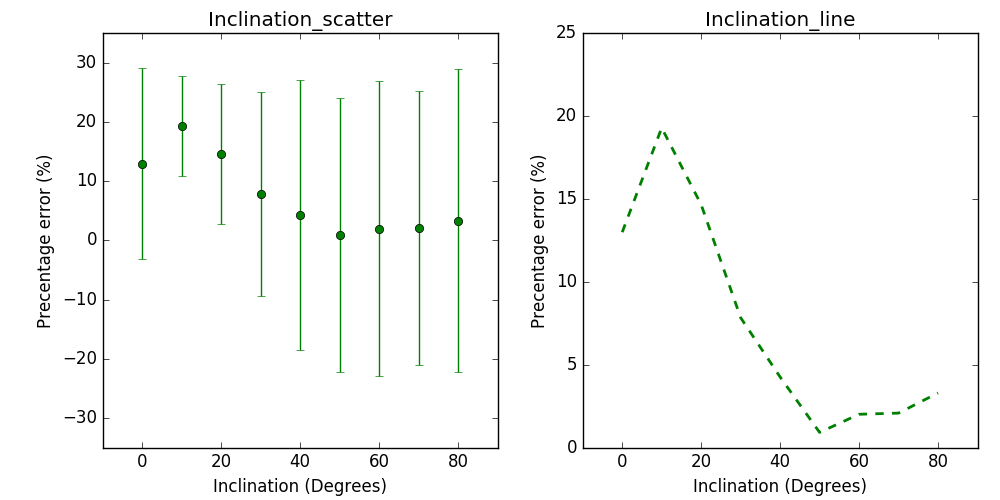 Inclination_scatter
Precentage error (%)
30
20
10
0
−10
−20
−30
0 20 40 60 80
Inclination (Degrees)
Inclination_line
Precentage error (%)
25
20
15
10
5
0
0 20 40 60 80
Inclination (Degrees)